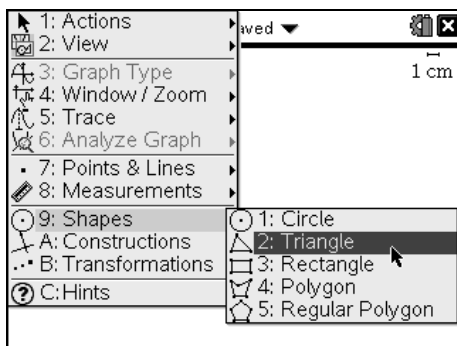 1: Actions
aved
2: View
3: Graph Type
1 cm
4: Window / Zoom
5: Trace
6: Analyze Graph
7: Points & Lines
8: Measurements
9: Shapes
1: Circle
A: Constructions
2: Triangle
B: Transformations
3: Rectangle
C:Hints
4: Polygon
5: Regular Polygon